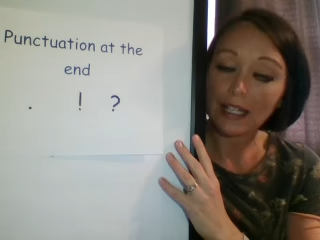 Punctuation at the
end
. ! ?